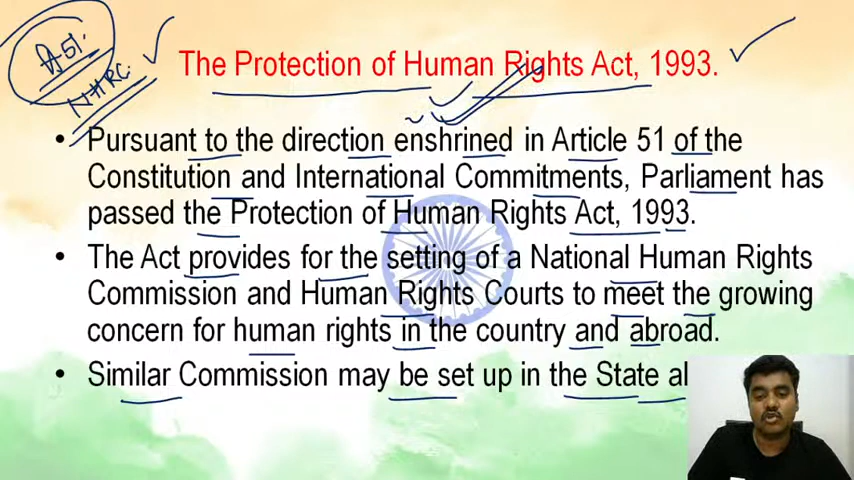 A 51.
NHRC.
The Protection of Human Rights Act, 1993.
• Pursuant to the direction enshrined in Article 51 of the
Constitution and International Commitments, Parliament has
passed the Protection of Human Rights Act, 1993.
• The Act provides for the setting of a National Human Rights
Commission and Human Rights Courts to meet the growing
concern for human rights in the country and abroad.
• Similar Commission may be set up in the State al